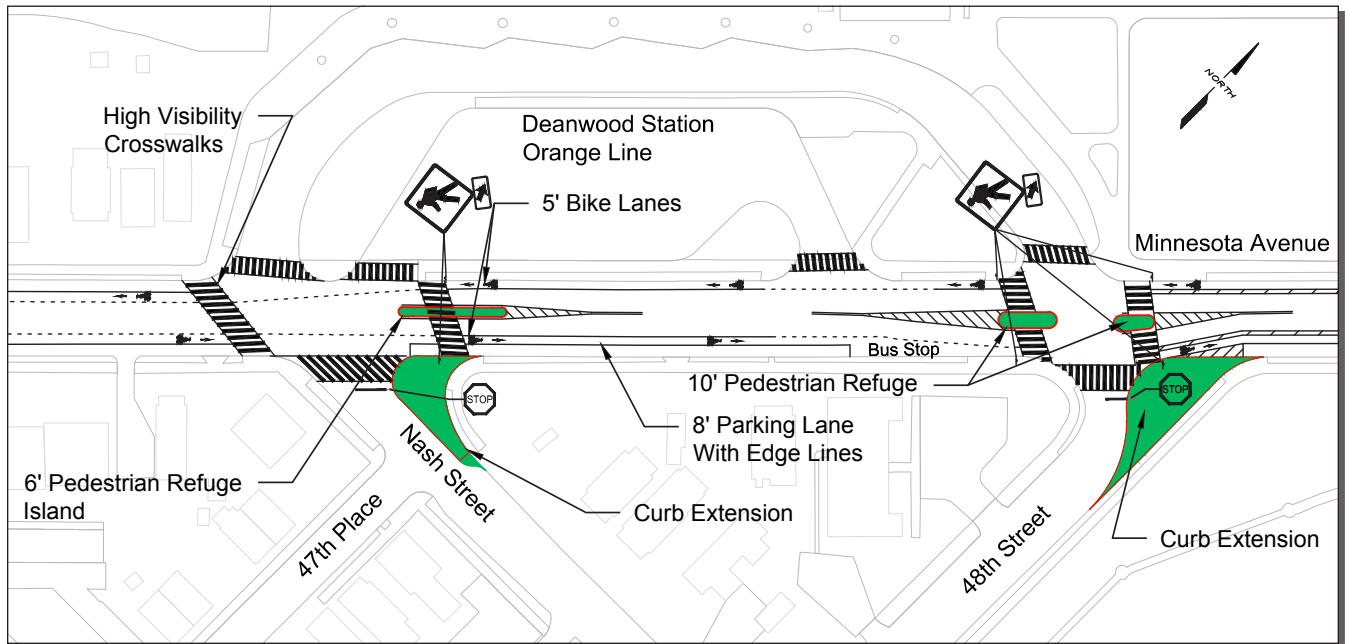 NORTH
High Visibility
Crosswalks
Deanwood Station
Orange Line
5' Bike Lanes
Minnesota Avenue
Bus Stop
10' Pedestrian Refuge
STOP
STOP
8' Parking Lane
With Edge Lines
Nash Street
6' Pedestrian Refuge
Island
47th Place
Curb Extension
48th Street
Curb Extension